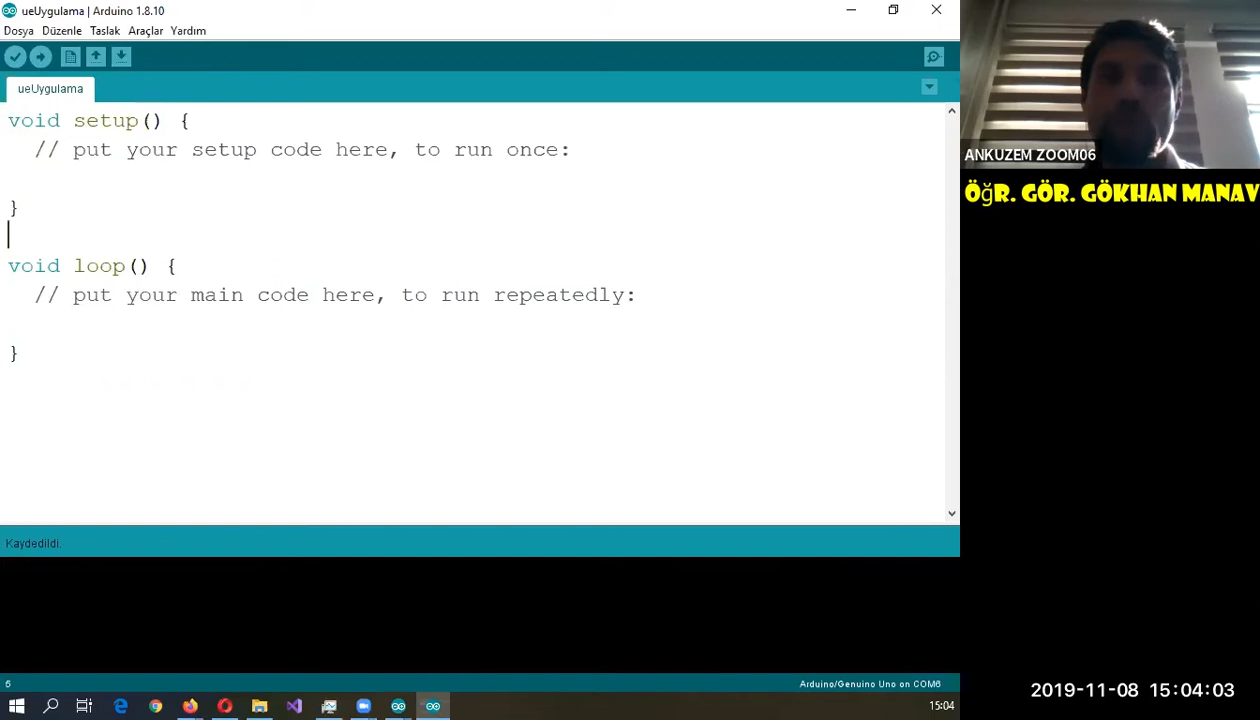 ueUygulama | Arduino 1.8.10
Dosya Düzenle Taslak Araçlar Yardım
ueUygulama
void setup() {
// put your setup code here, to run once:
}
void loop() {
// put your main code here, to run repeatedly:
}
Kaydedildi.
6
Arduino/Genuino Uno on COM6
15:04
ANKUZEM ZOOM06
ÖğR. GÖR. GÖKHAN MANAV
2019-11-08 15:04:03